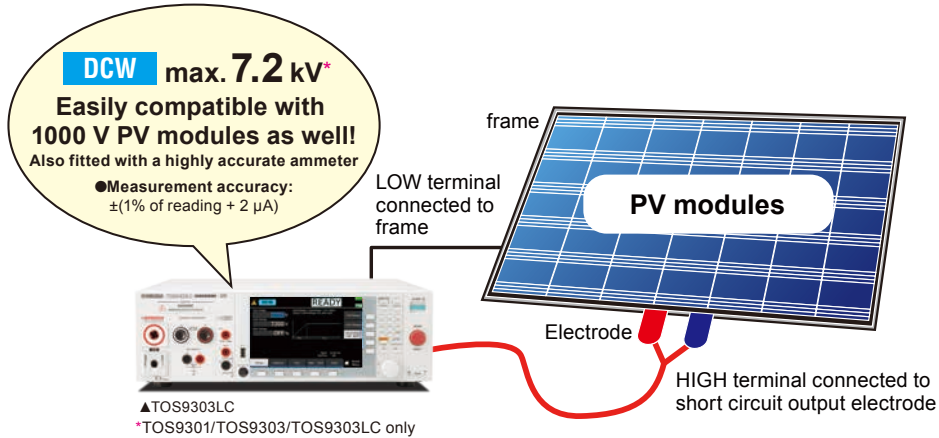 DCW max. 7.2 kV*
Easily compatible with
1000 V PV modules as well!
Also fitted with a highly accurate ammeter
●Measurement accuracy:
±(1% of reading + 2 μA)
frame
LOW terminal
connected to
frame
PV modules
READY
Electrode
HIGH terminal connected to
short circuit output electrode
▲TOS9303LC
*TOS9301/TOS9303/TOS9303LC only